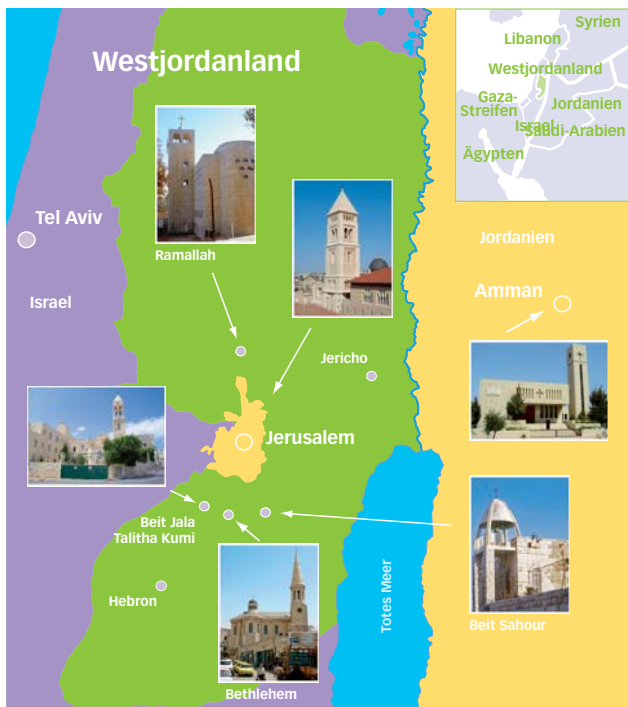 Westjordanland
Syrien
Libanon
Westjordanland
Gaza-
Streifen
Jordanien
Israel
Saudi-Arabien
Ägypten
Tel Aviv
Israel
Ramallah
Jordanien
Amman
Jericho
Jerusalem
Beit Jala
Talitha Kumi
Hebron
Bethlehem
Totes Meer
Beit Sahour